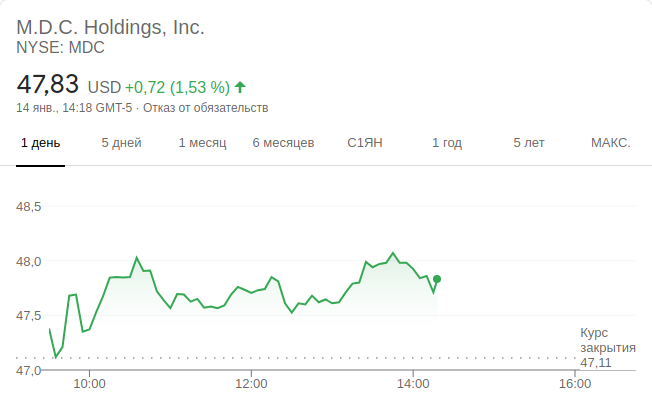 M.D.C. Holdings, Inc.
NYSE: MDC
47,83 USD +0,72 (1,53 %)
14 янв., 14:18 GMT-5 · Отказ от обязательств
1 день 5 дней 1 месяц 6 месяцев С1ЯН 1 год 5 лет МАКС.
48,5
48,0
47,5
Курс
закрытия
47,11
47,0
10:00 12:00 14:00 16:00